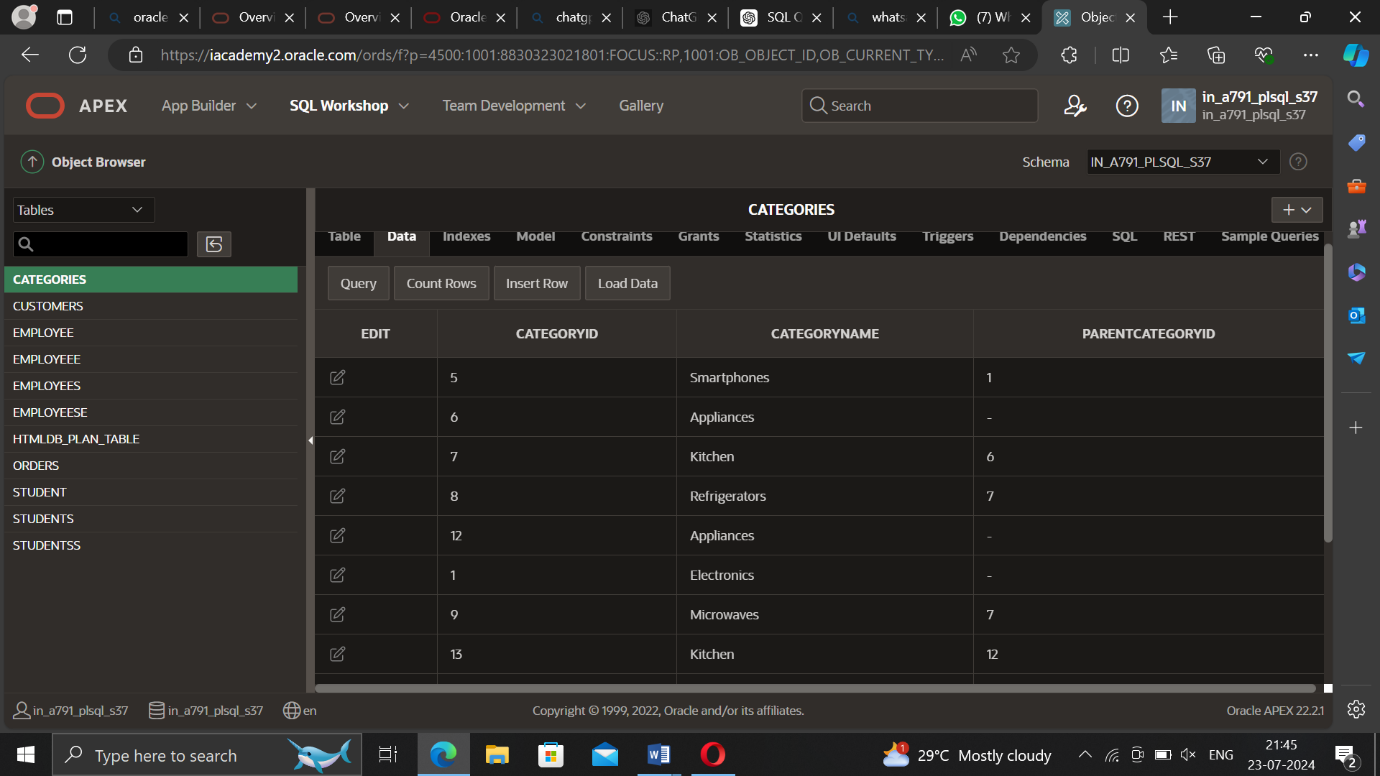 oracle
Overvi
Overvi
Oracle
chatg
ChatG
SQL Q
whats
(7) Wh
Objec
https://iacademy2.oracle.com/ords/f?p=4500:1001:8830323021801:FOCUS::RP,1001:OB_OBJECT_ID,OB_CURRENT_TY...
APEX App Builder SQL Workshop Team Development Gallery Search IN in_a791_plsql_s37
in_a791_plsql_s37
Object Browser Schema IN_A791_PLSQL_S37
Tables
CATEGORIES
CUSTOMERS
EMPLOYEE
EMPLOYEEE
EMPLOYEES
EMPLOYEESE
HTMLDB_PLAN_TABLE
ORDERS
STUDENT
STUDENTS
STUDENTSS
CATEGORIES
Table Data Indexes Model Constraints Grants Statistics UI Defaults Triggers Dependencies SQL REST Sample Queries
Query Count Rows Insert Row Load Data
EDIT CATEGORYID CATEGORYNAME PARENTCATEGORYID
5 Smartphones 1
6 Appliances -
7 Kitchen 6
8 Refrigerators 7
12 Appliances -
1 Electronics -
9 Microwaves 7
13 Kitchen 12
in_a791_plsql_s37 in_a791_plsql_s37 en Copyright © 1999, 2022, Oracle and/or its affiliates. Oracle APEX 22.2.1
Type here to search 1 29°C Mostly cloudy ENG 21:45
23-07-2024 2